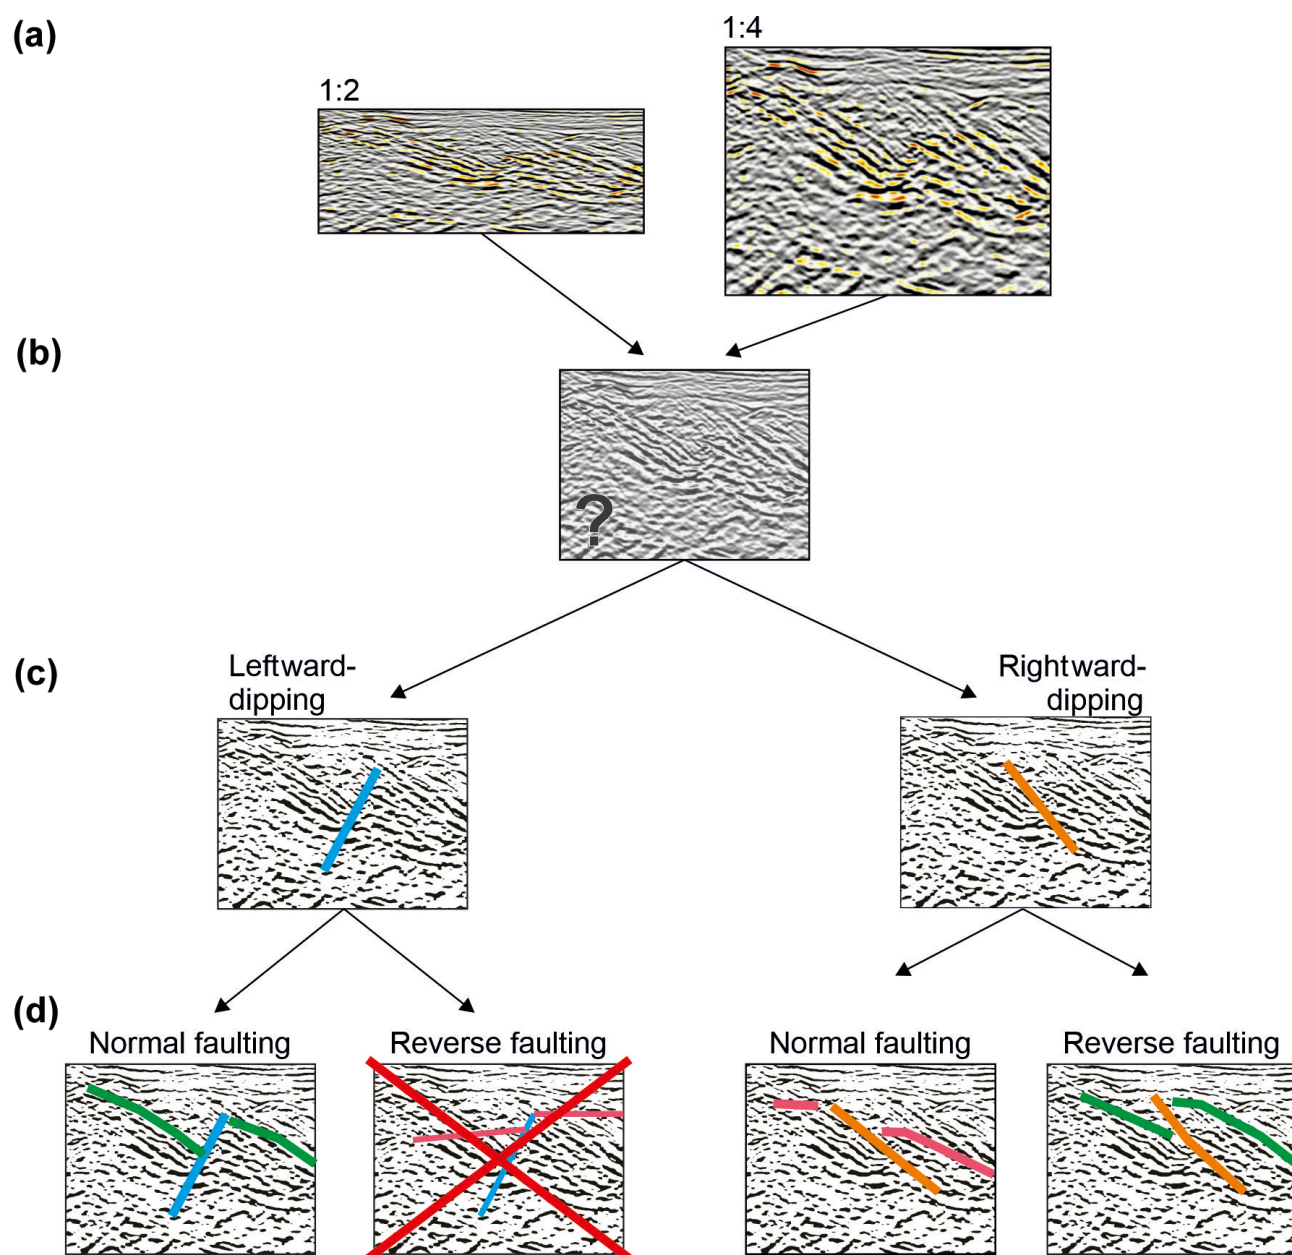 (a)
1:2
1:4
(b)
?
(c)
Leftward-
dipping
Rightward-
dipping
(d)
Normal faulting
Reverse faulting
Normal faulting
Reverse faulting